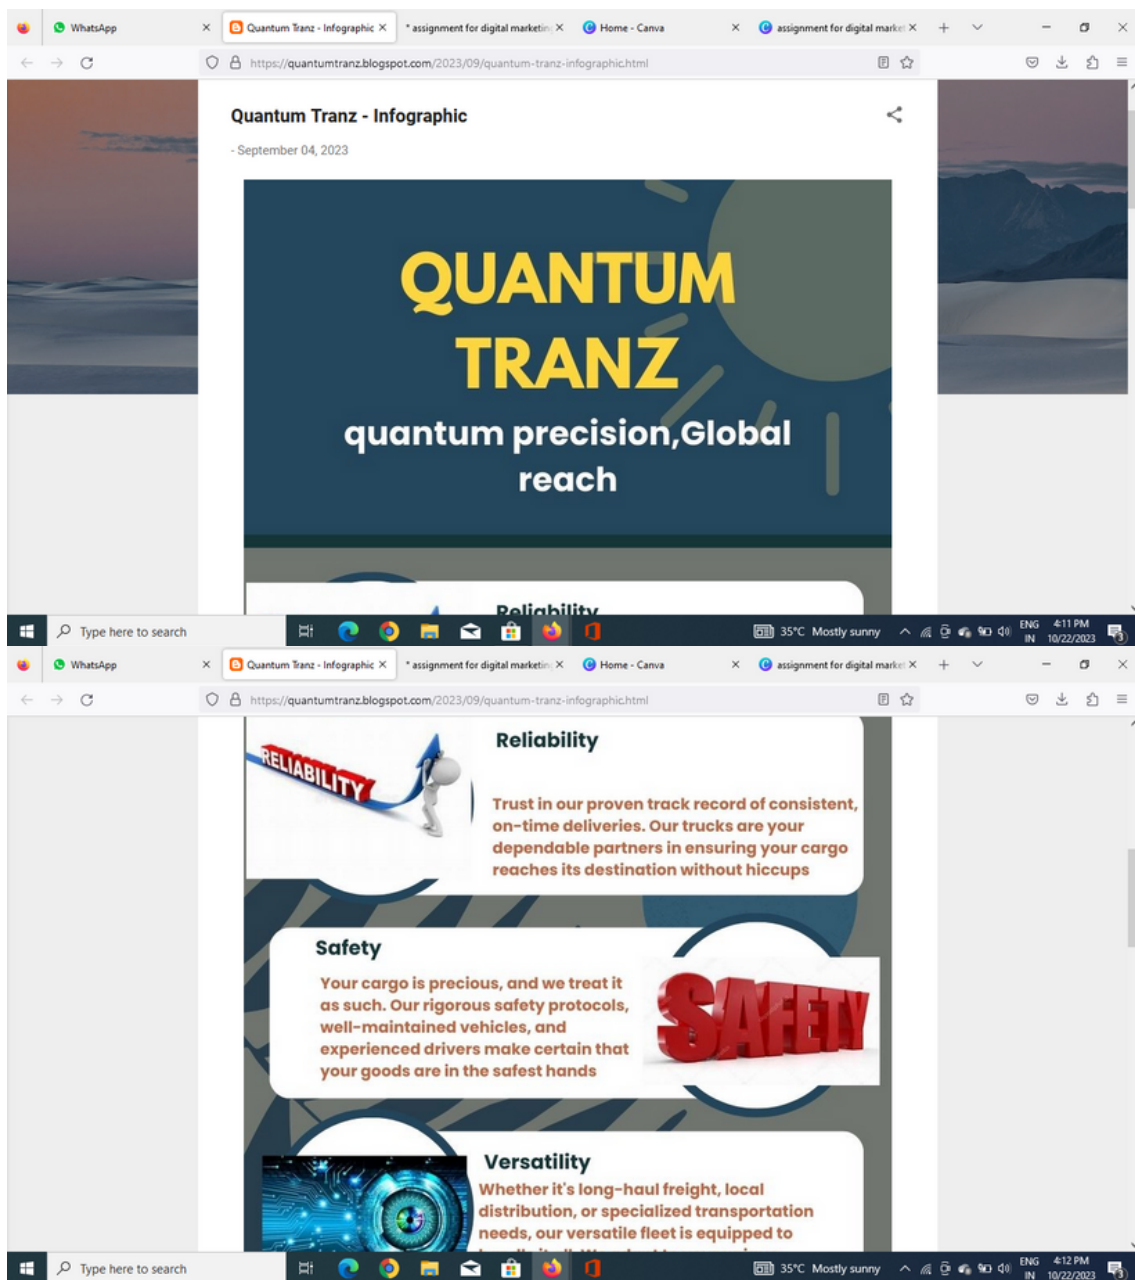 WhatsApp
Quantum Tranz - Infographic
* assignment for digital marketing
Home - Canva
assignment for digital market
https://quantumtranz.blogspot.com/2023/09/quantum-tranz-infographic.html
Quantum Tranz - Infographic
- September 04, 2023
QUANTUM
TRANZ
quantum precision,Global
reach
Reliability
Type here to search
35°C Mostly sunny
ENG
IN
4:11 PM
10/22/2023
3
WhatsApp
Quantum Tranz - Infographic
* assignment for digital marketing
Home - Canva
assignment for digital market
https://quantumtranz.blogspot.com/2023/09/quantum-tranz-infographic.html
RELIABILITY
Reliability
Trust in our proven track record of consistent,
on-time deliveries. Our trucks are your
dependable partners in ensuring your cargo
reaches its destination without hiccups
Safety
Your cargo is precious, and we treat it
as such. Our rigorous safety protocols,
well-maintained vehicles, and
experienced drivers make certain that
your goods are in the safest hands
SAFETY
Versatility
Whether it's long-haul freight, local
distribution, or specialized transportation
needs, our versatile fleet is equipped to
Type here to search
35°C Mostly sunny
ENG
IN
4:12 PM
10/22/2023
3